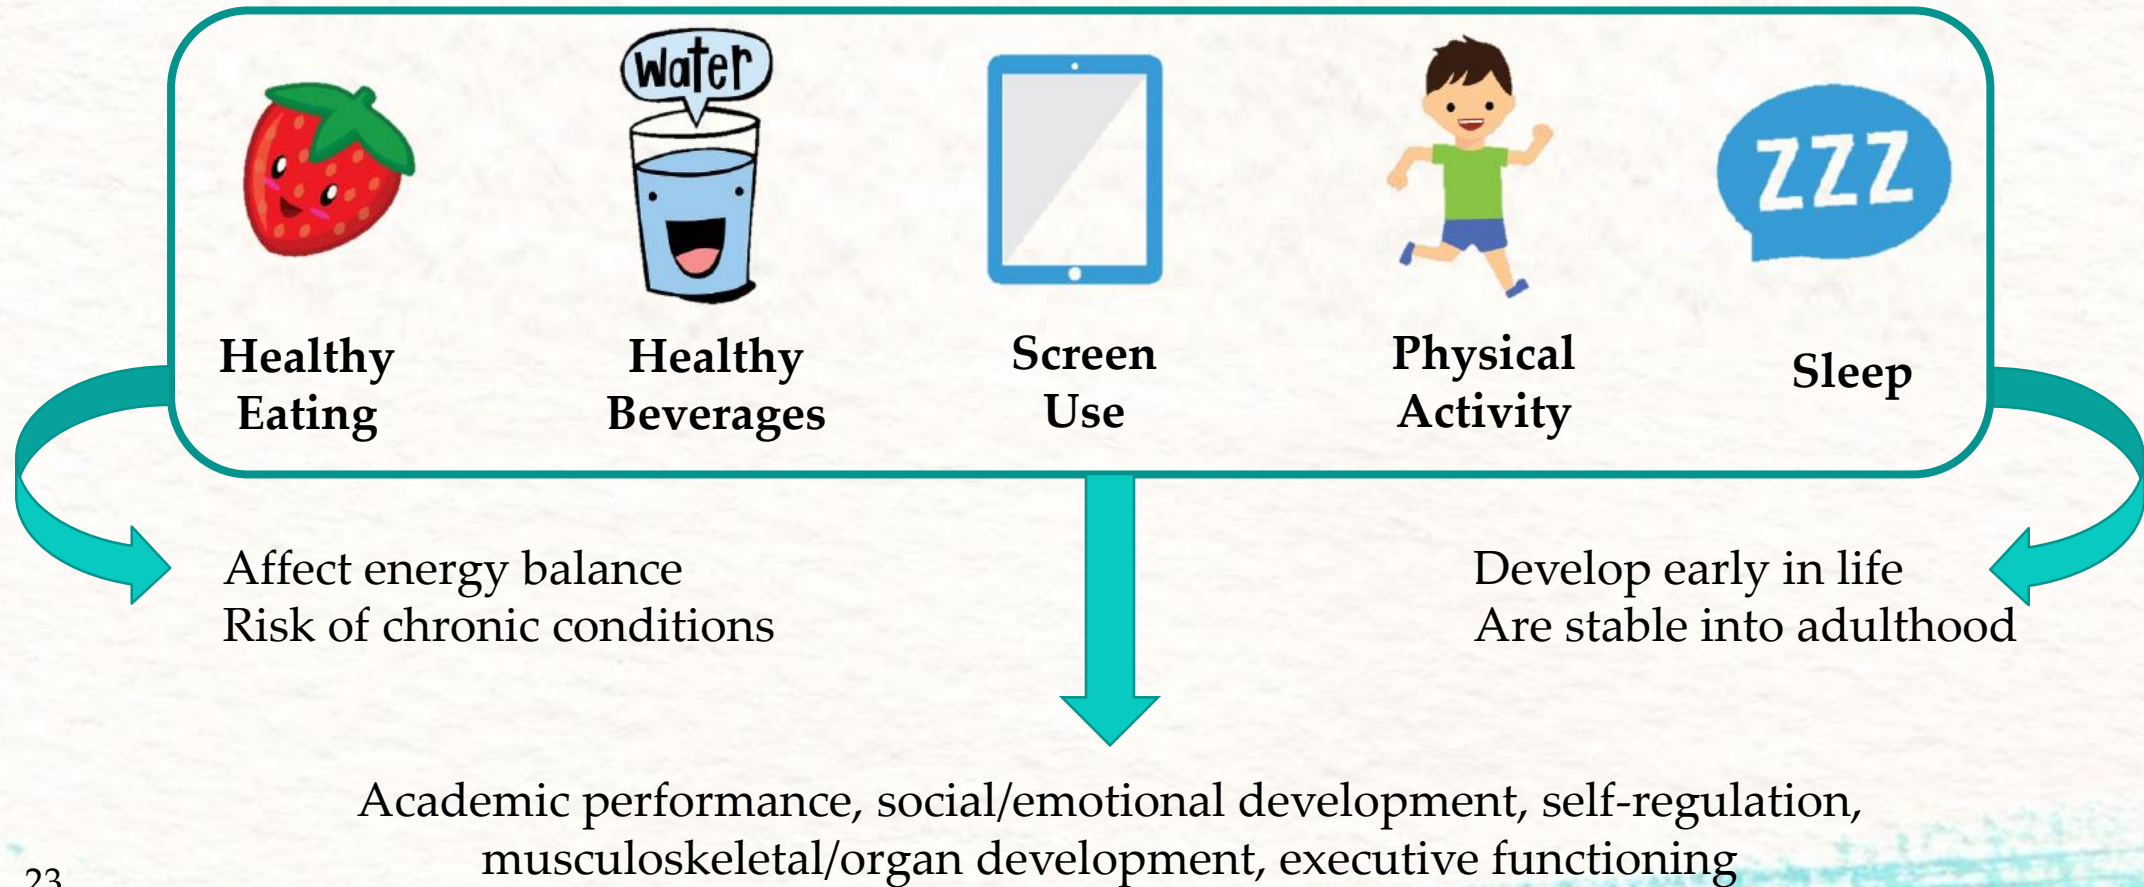 Water
ZZZ
Healthy
Eating
Healthy
Beverages
Screen
Use
Physical
Activity
Sleep
Affect energy balance
Risk of chronic conditions
Develop early in life
Are stable into adulthood
Academic performance, social/emotional development, self-regulation,
musculoskeletal/organ development, executive functioning
23